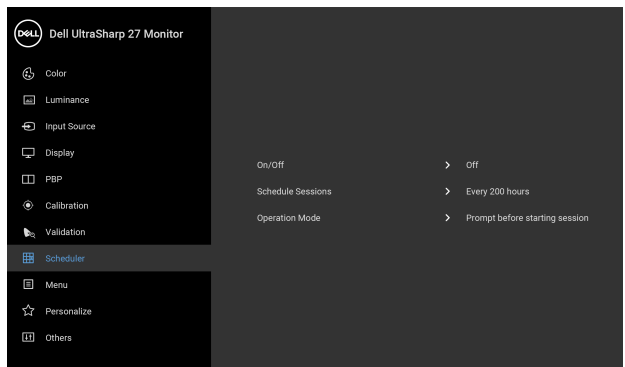 DELL
Dell UltraSharp 27 Monitor
Color
Luminance
Input Source
Display
PBP
Calibration
Validation
Scheduler
Menu
Personalize
Others
On/Off Off
Schedule Sessions Every 200 hours
Operation Mode Prompt before starting session